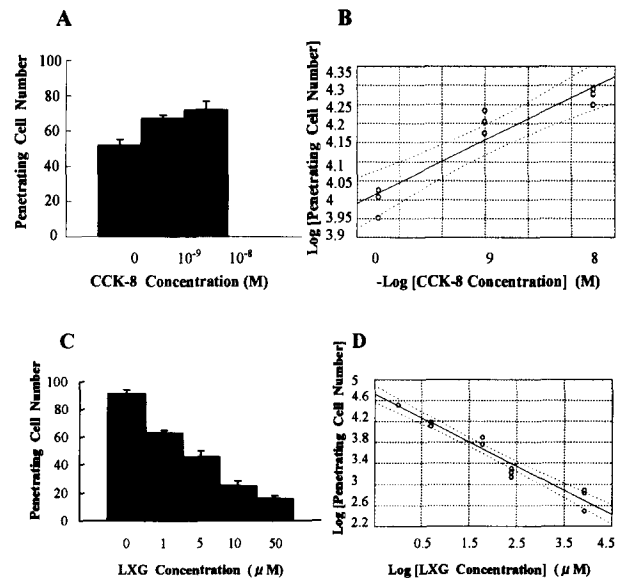 A
Penetrating Cell Number
100
80
60
40
20
0
0 10-9 10-8
CCK-8 Concentration (M)
B
Log [Penetrating Cell Number]
4.35
4.35
4.25
4.15
4.15
4.05
4.05
3.95
3.9
0 9 8
-Log [CCK-8 Concentration] (M)
C
Penetrating Cell Number
100
80
60
40
20
0
0 1 5 10 50
LXG Concentration (μM)
D
Log [Penetrating Cell Number]
5
4.6
4.2
3.8
3.4
3
2.6
2.2
0.5 1.5 2.5 3.5 4.5
Log [LXG Concentration] (μM)